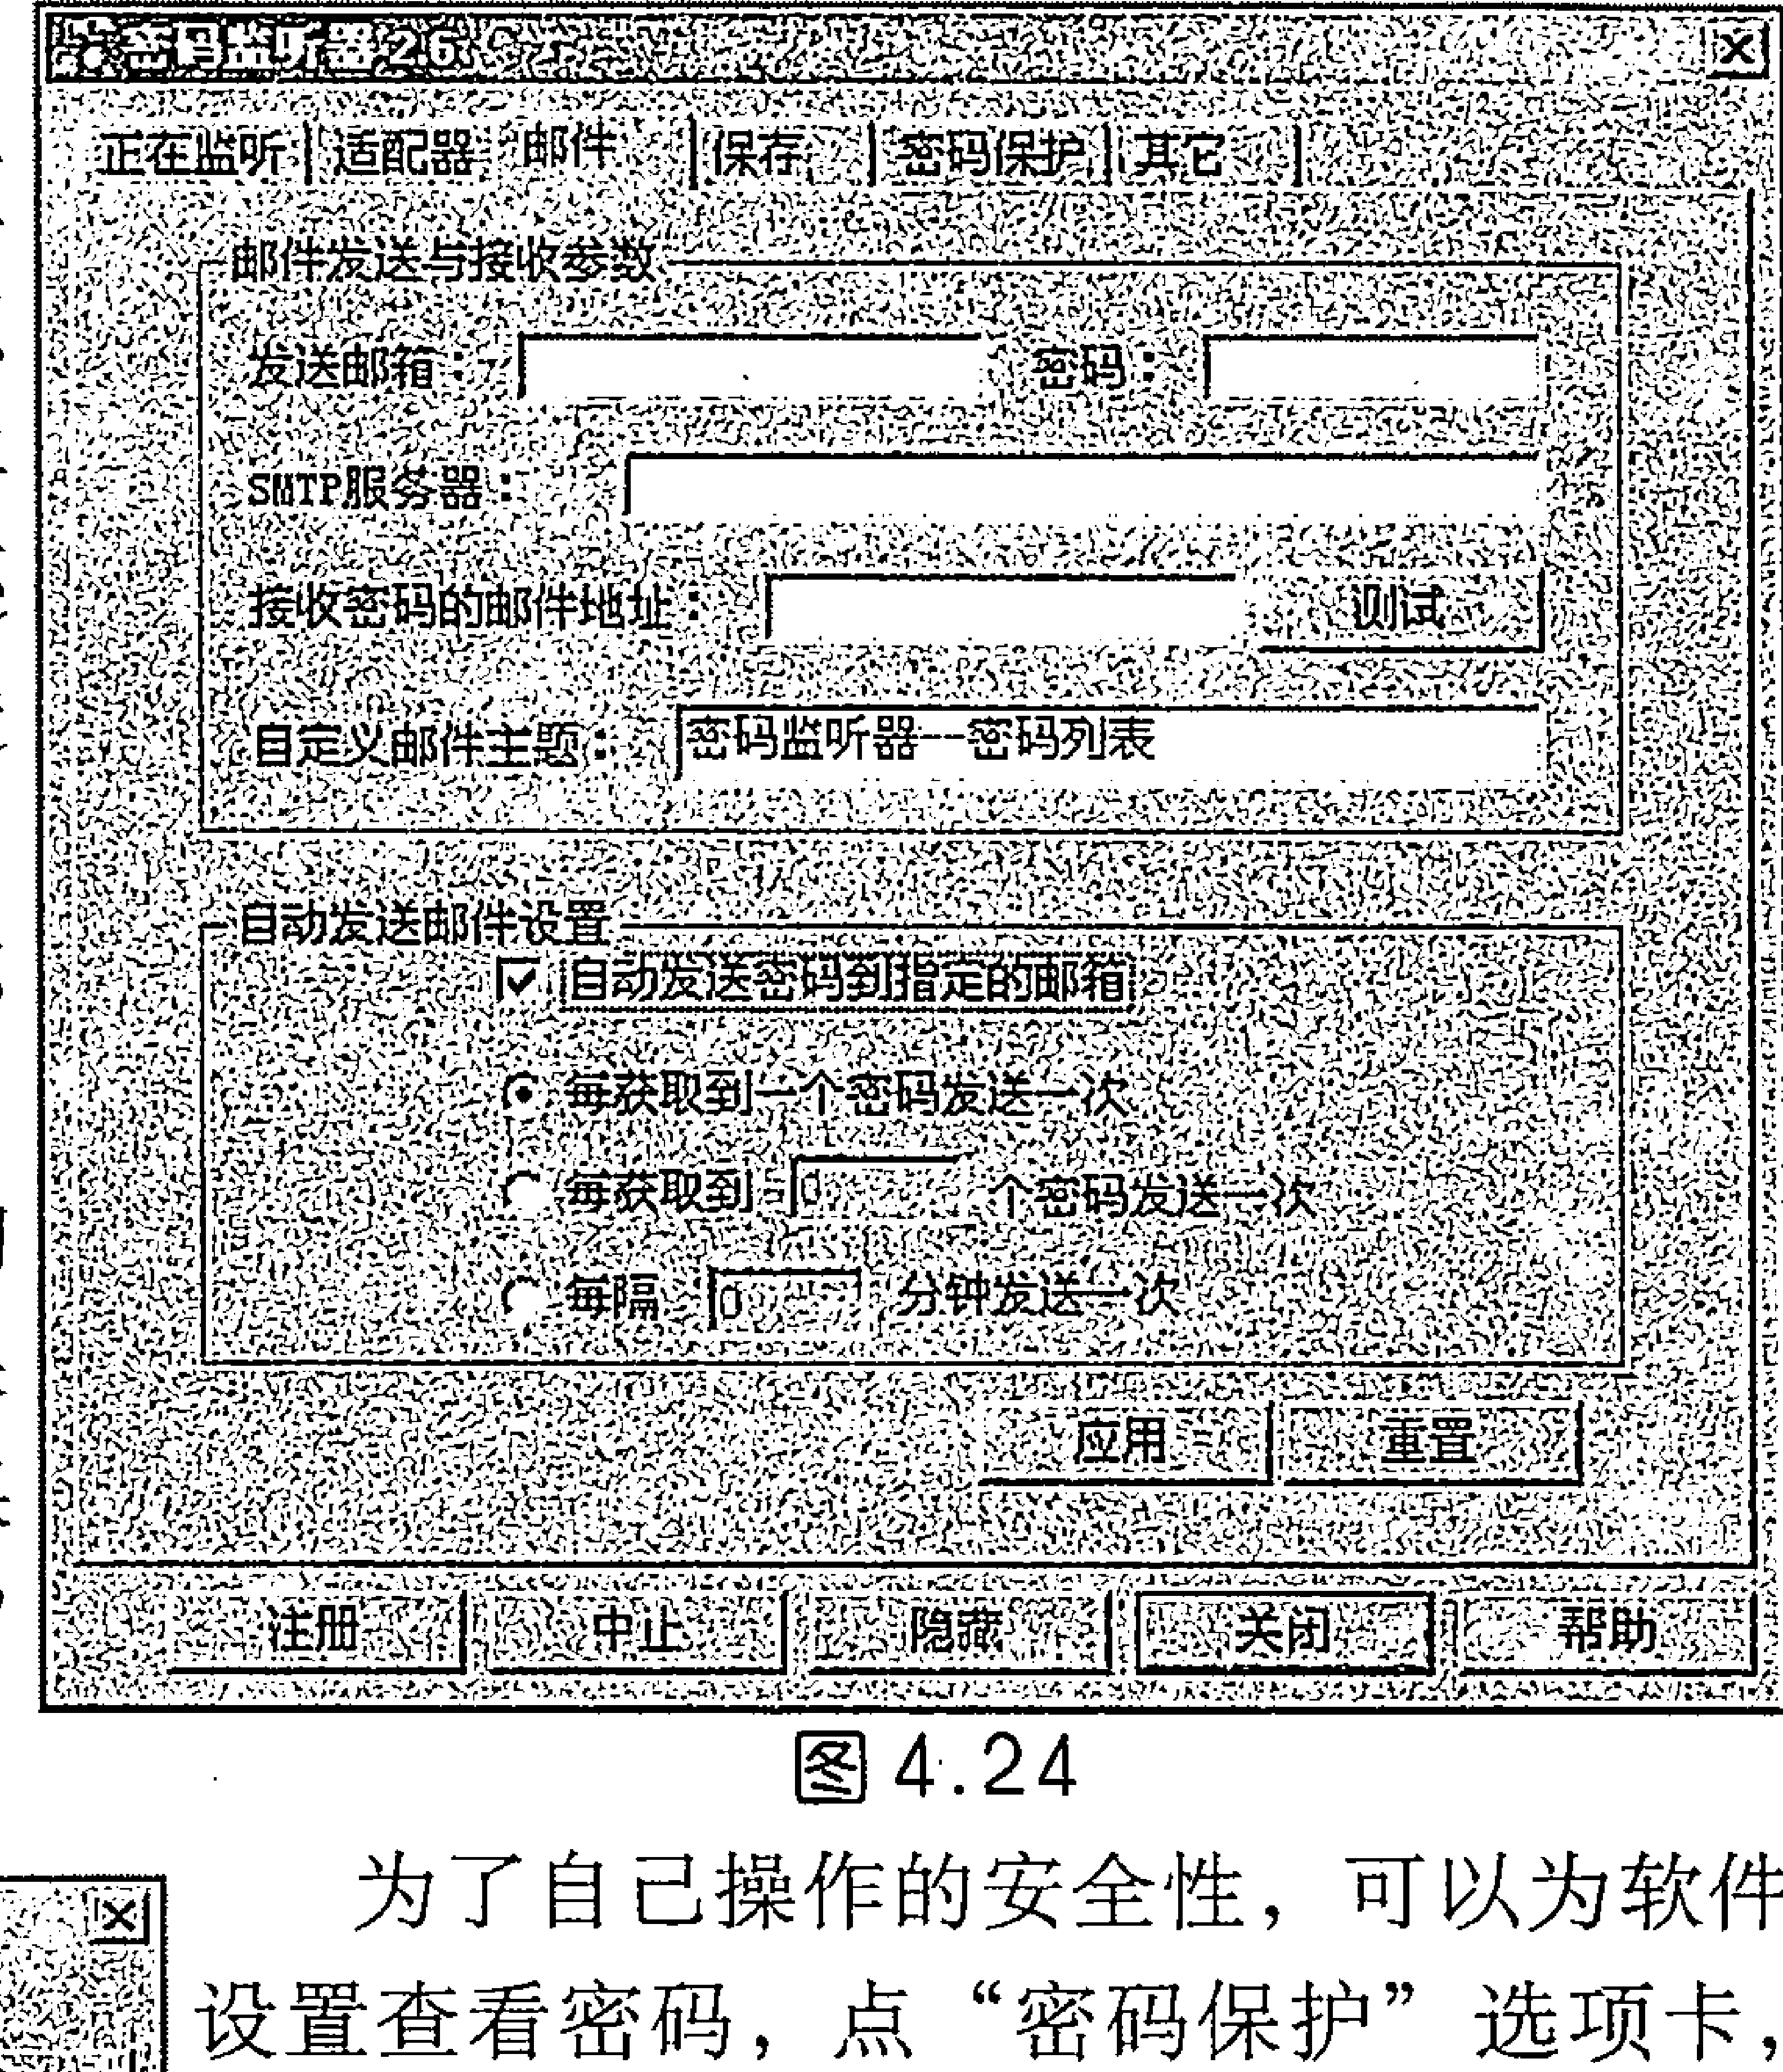 密码监听器2.6
正在监听 适配器 邮件 保存 密码保护 其它
邮件发送与接收参数
发送邮箱： 密码：
SMTP服务器：
接收密码的邮件地址： 测试
自定义邮件主题： 密码监听器--密码列表
自动发送邮件设置
自动发送密码到指定的邮箱
每获取到一个密码发送一次
每获取到 0 个密码发送一次
每隔 0 分钟发送一次
应用 重置
注册 中止 隐藏 关闭 帮助
图 4.24
为了自己操作的安全性，可以为软件
设置查看密码，点“密码保护”选项卡，